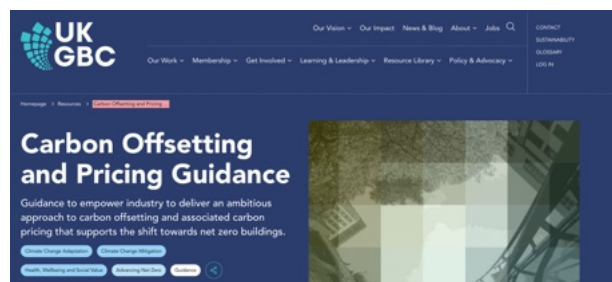 UK
GBC
Our Vision Our Impact News & Blog About Jobs
CONTACT
SUSTAINABILITY
GLOSSARY
LOG IN
Our Work Membership Get Involved Learning & Leadership Resource Library Policy & Advocacy
Homepage > Resources > Carbon Offsetting and Pricing ...
Carbon Offsetting
and Pricing Guidance
Guidance to empower industry to deliver an ambitious
approach to carbon offsetting and associated carbon
pricing that supports the shift towards net zero buildings.
Climate Change Adaptation Climate Change Mitigation
Health, Wellbeing and Social Value Advancing Net Zero Guidance